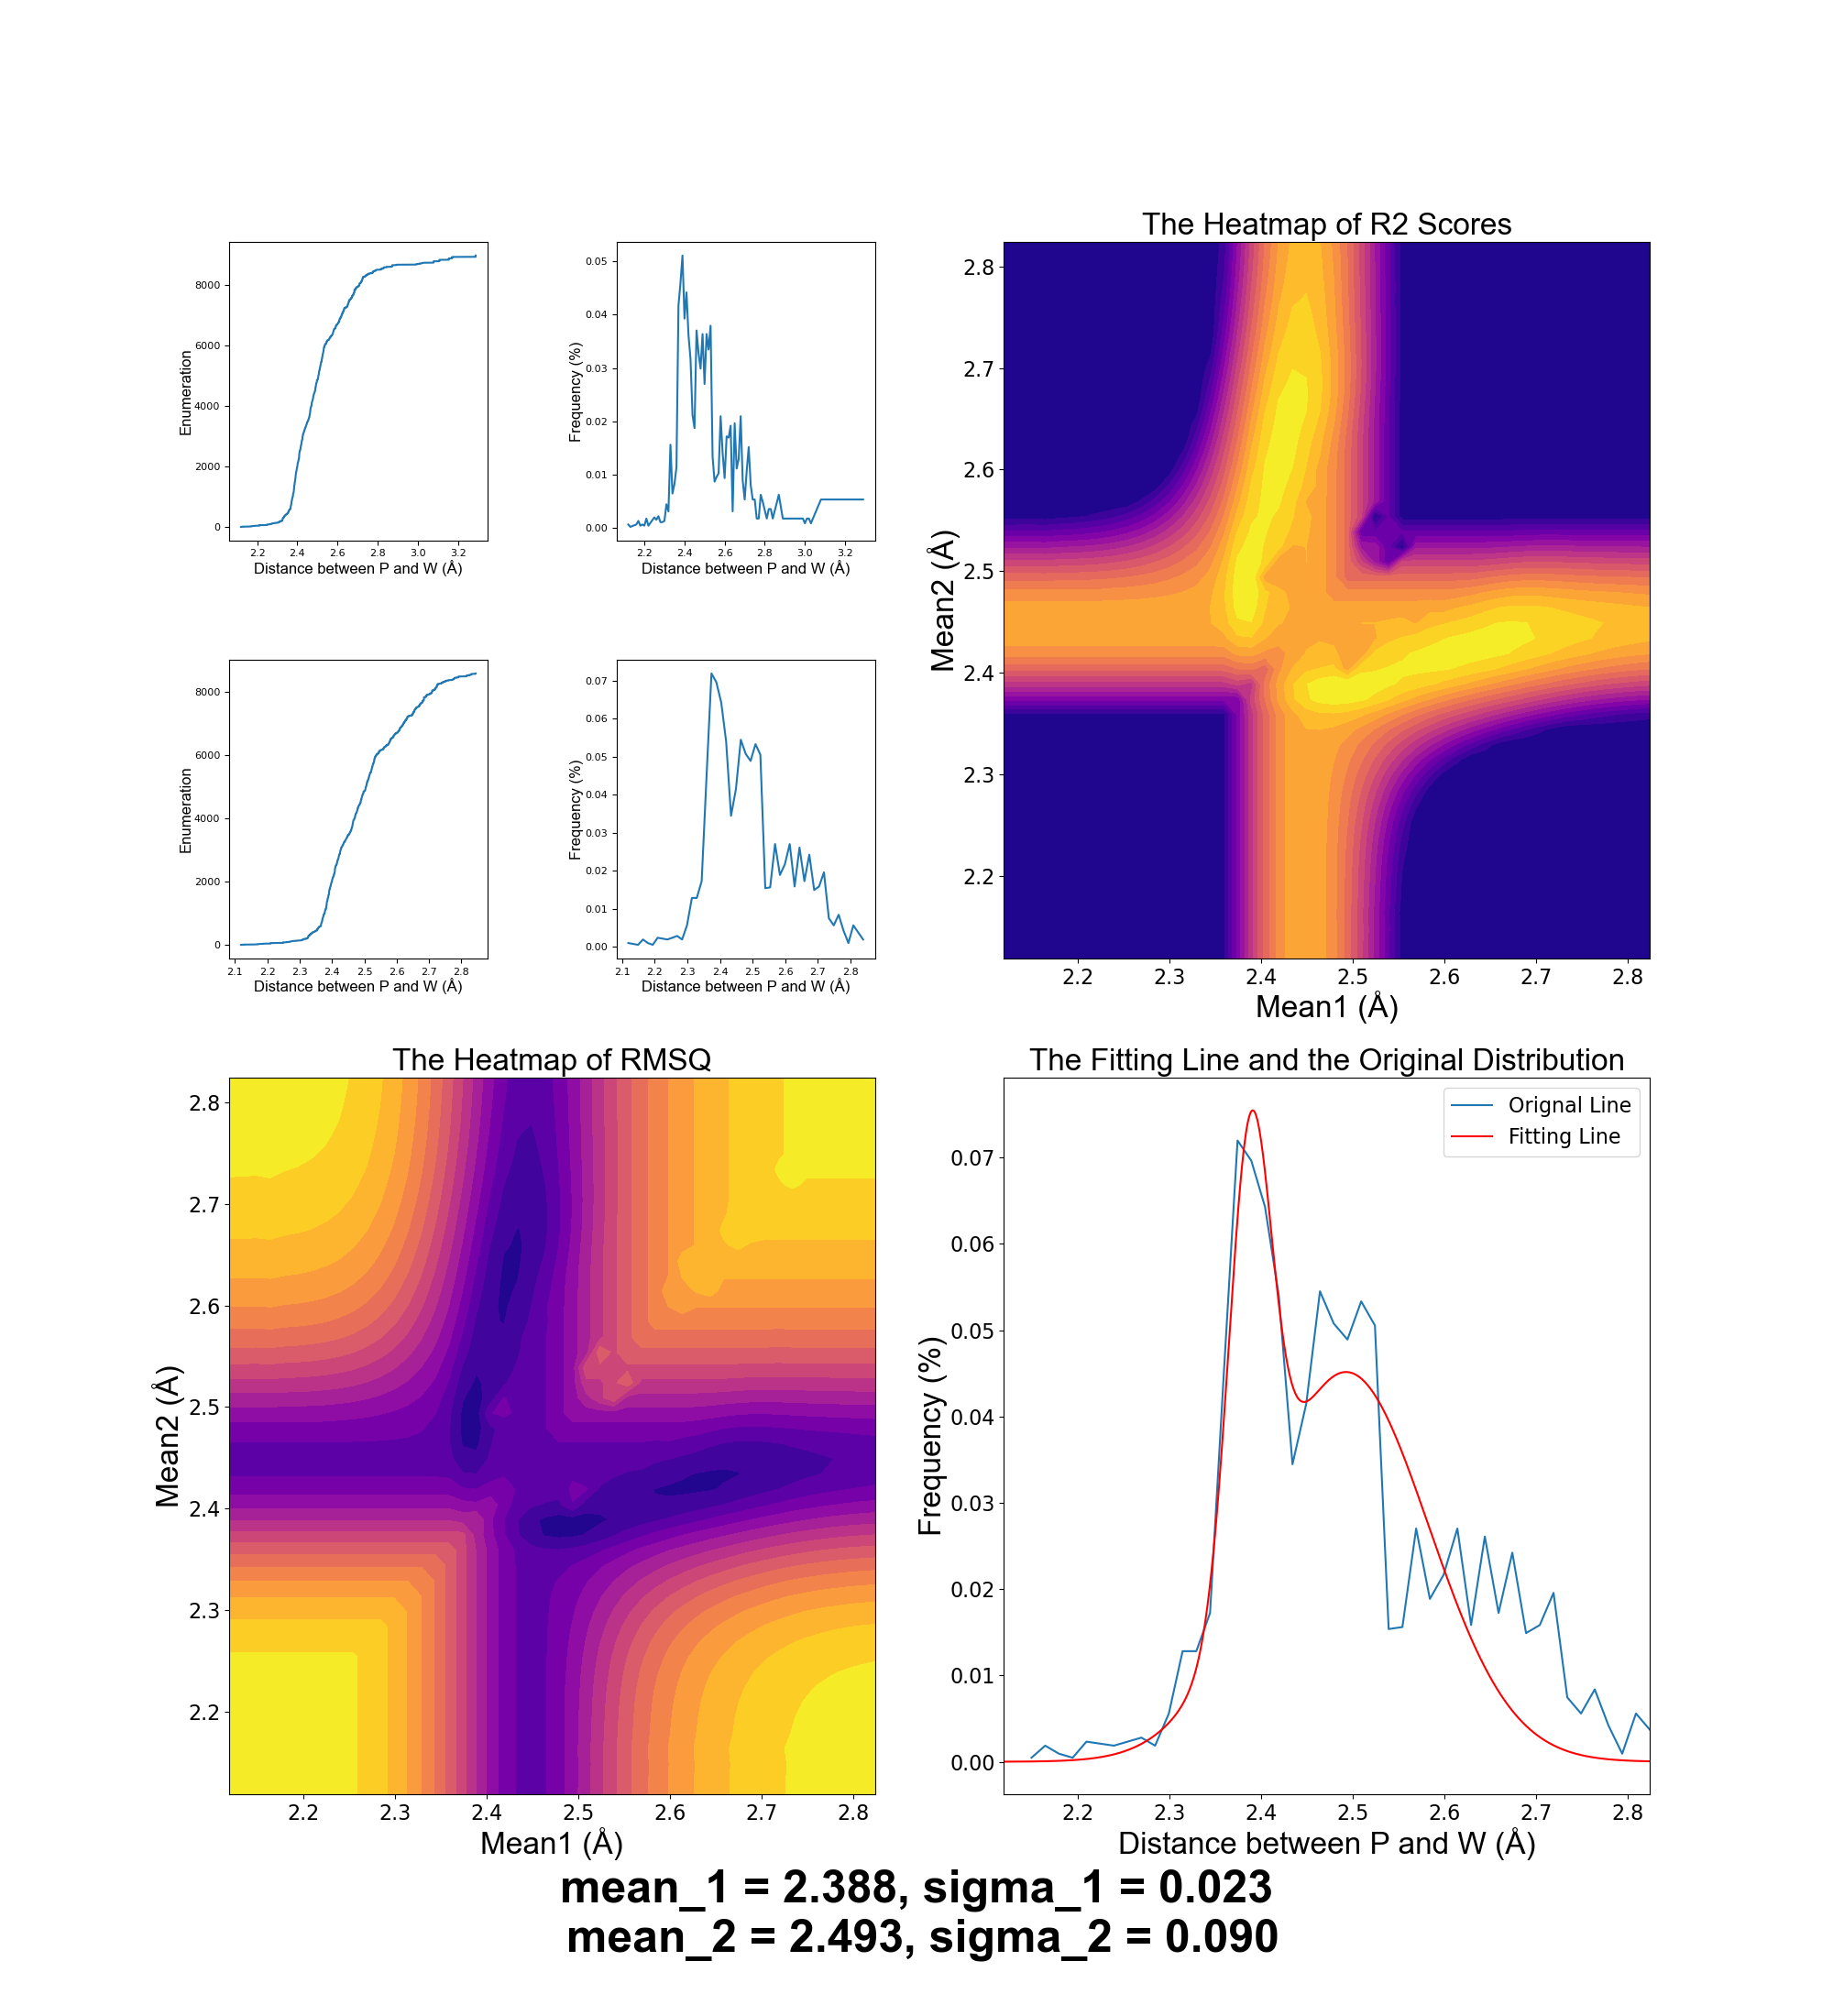 8000
6000
4000
2000
0
Enumeration
2.2 2.4 2.6 2.8 3.0 3.2
Distance between P and W (Å)
0.05
0.04
0.03
0.02
0.01
0.00
Frequency (%)
2.2 2.4 2.6 2.8 3.0 3.2
Distance between P and W (Å)
The Heatmap of R2 Scores
2.8
2.7
2.6
2.5
2.4
2.3
2.2
Mean2 (Å)
2.2 2.3 2.4 2.5 2.6 2.7 2.8
Mean1 (Å)
8000
6000
4000
2000
0
Enumeration
2.1 2.2 2.3 2.4 2.5 2.6 2.7 2.8
Distance between P and W (Å)
0.07
0.06
0.05
0.04
0.03
0.02
0.01
0.00
Frequency (%)
2.1 2.2 2.3 2.4 2.5 2.6 2.7 2.8
Distance between P and W (Å)
The Heatmap of RMSQ
2.8
2.7
2.6
2.5
2.4
2.3
2.2
Mean2 (Å)
2.2 2.3 2.4 2.5 2.6 2.7 2.8
Mean1 (Å)
The Fitting Line and the Original Distribution
Orignal Line
Fitting Line
0.07
0.06
0.05
0.04
0.03
0.02
0.01
0.00
Frequency (%)
2.2 2.3 2.4 2.5 2.6 2.7 2.8
Distance between P and W (Å)
mean_1 = 2.388, sigma_1 = 0.023
mean_2 = 2.493, sigma_2 = 0.090